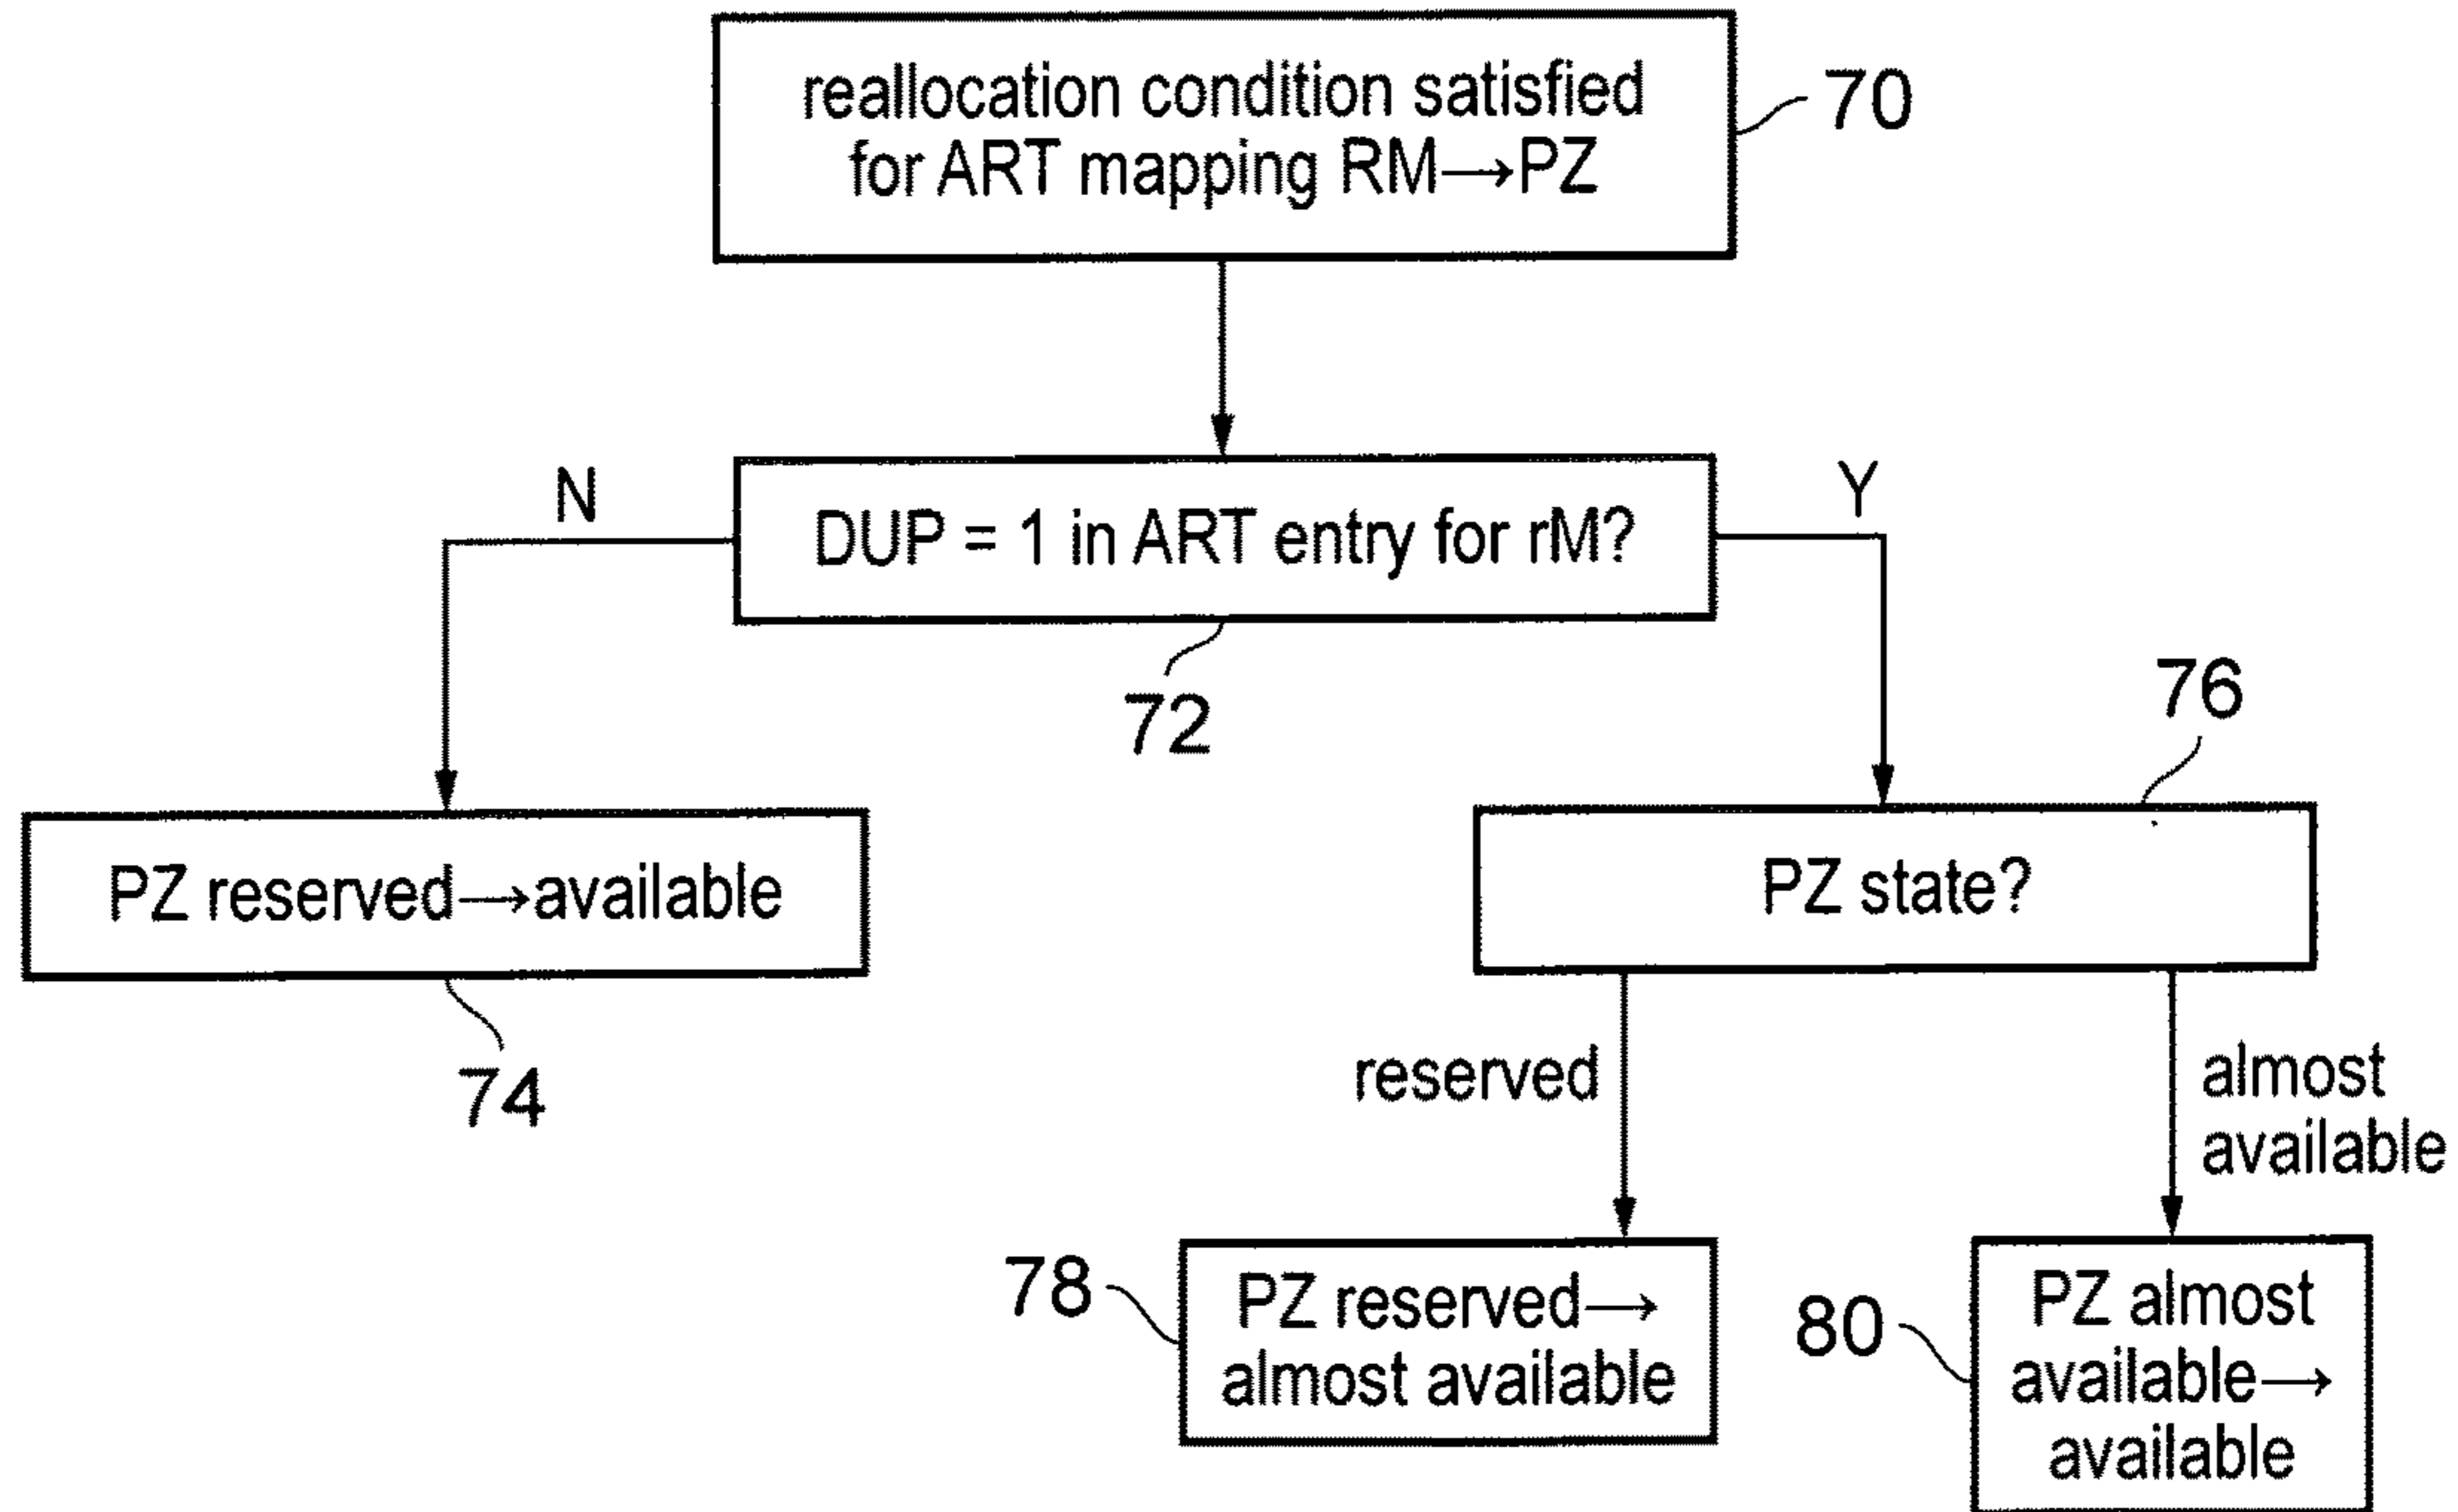 reallocation condition satisfied
for ART mapping RM→PZ
70
N
DUP = 1 in ART entry for rM?
Y
72
76
PZ reserved→available
74
PZ state?
reserved
almost
available
78
PZ reserved→
almost available
80
PZ almost
available→
available